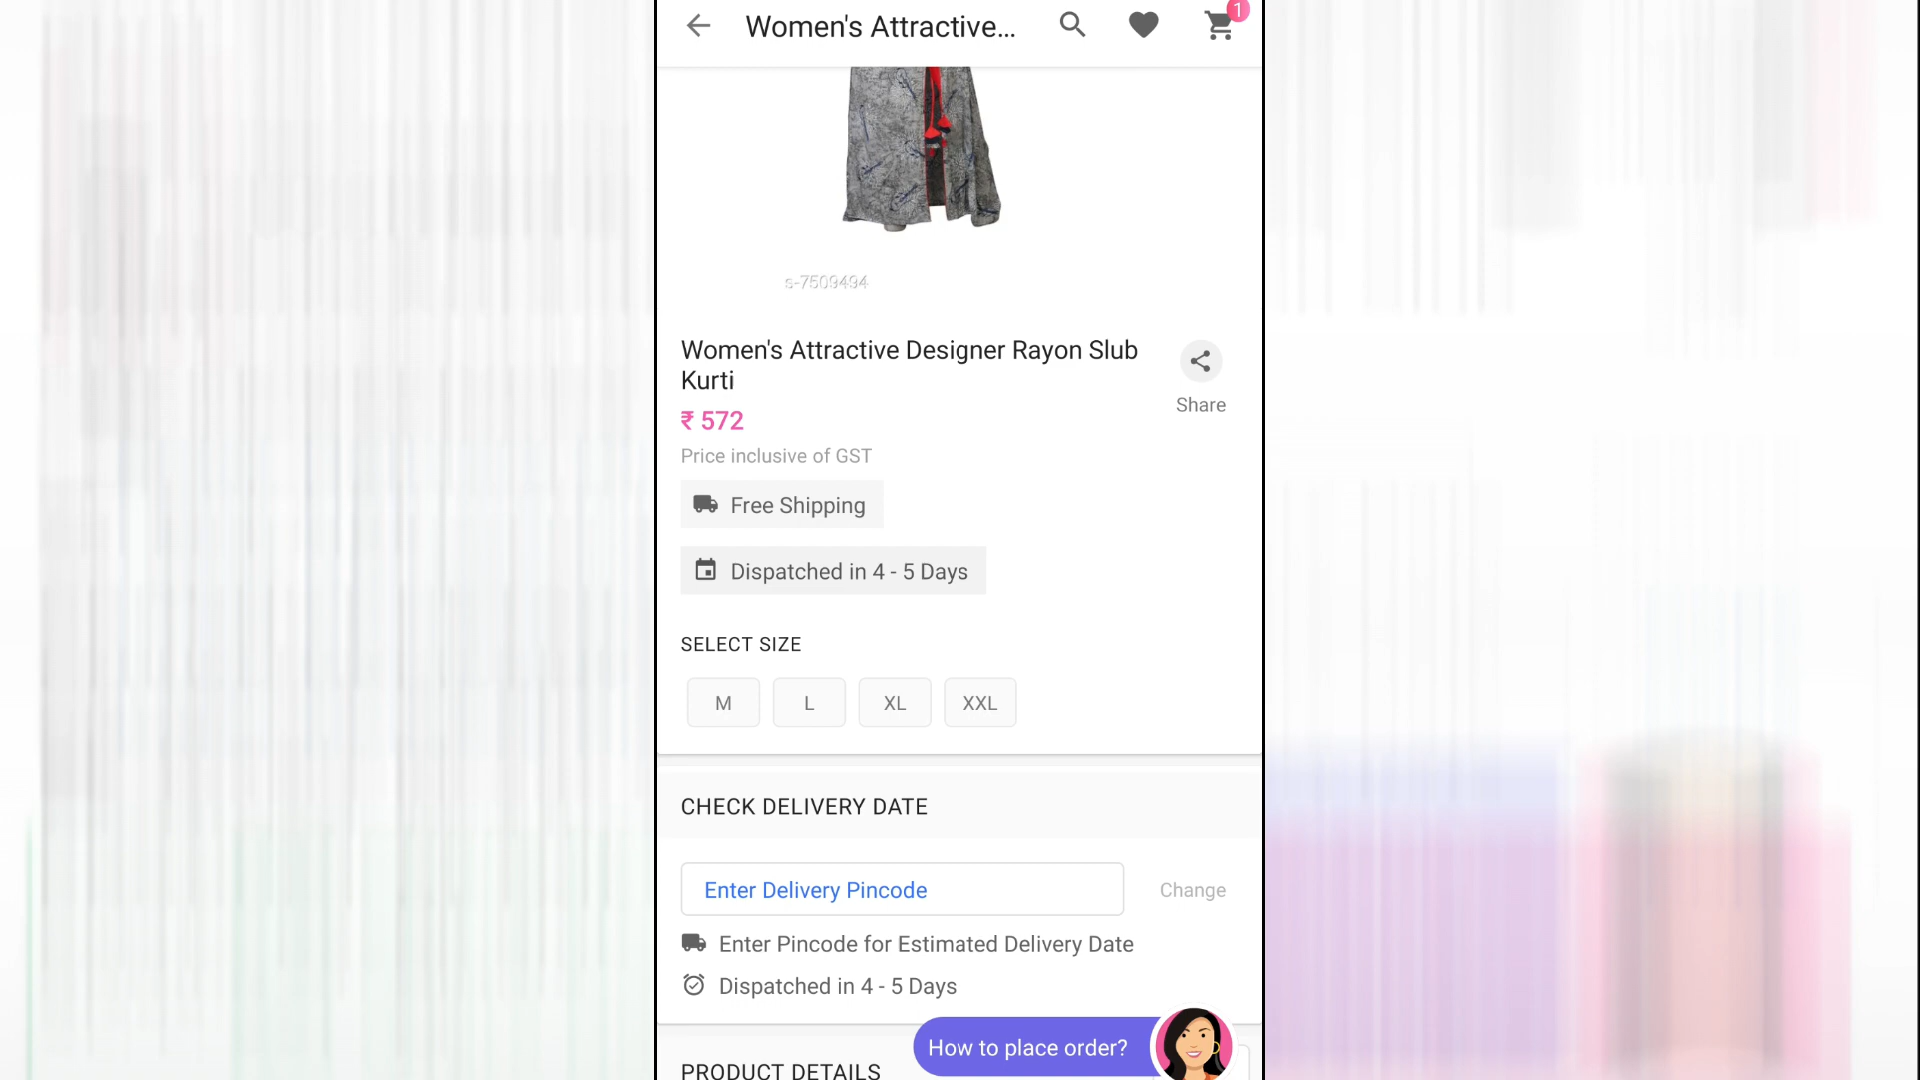 Women's Attractive...
1
s-7509494
Women's Attractive Designer Rayon Slub
Kurti
₹ 572
Share
Price inclusive of GST
Free Shipping
Dispatched in 4 - 5 Days
SELECT SIZE
M L XL XXL
CHECK DELIVERY DATE
Enter Delivery Pincode
Change
Enter Pincode for Estimated Delivery Date
Dispatched in 4 - 5 Days
How to place order?
PRODUCT DETAILS